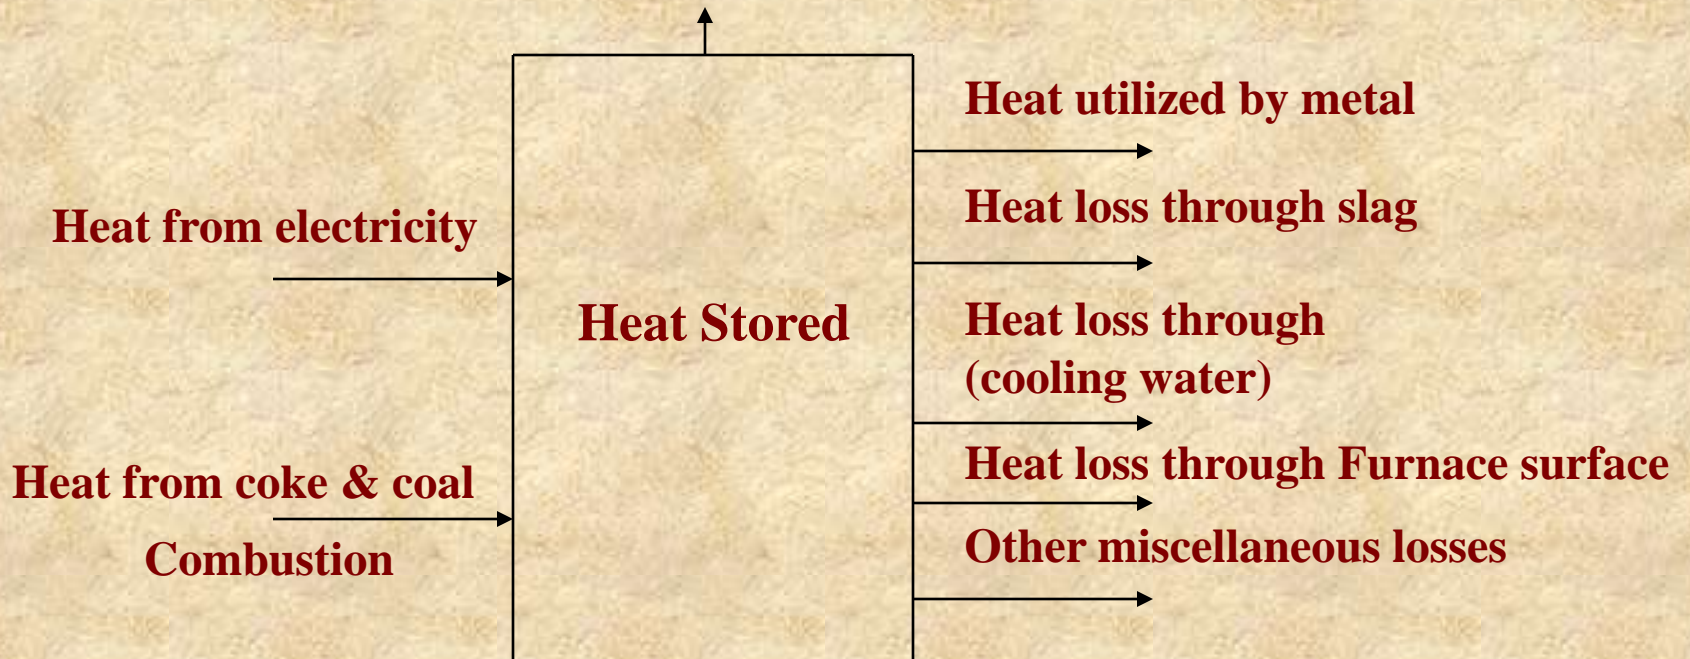 Heat utilized by metal
Heat loss through slag
Heat from electricity
Heat Stored
Heat loss through
(cooling water)
Heat loss through Furnace surface
Heat from coke & coal
Combustion
Other miscellaneous losses